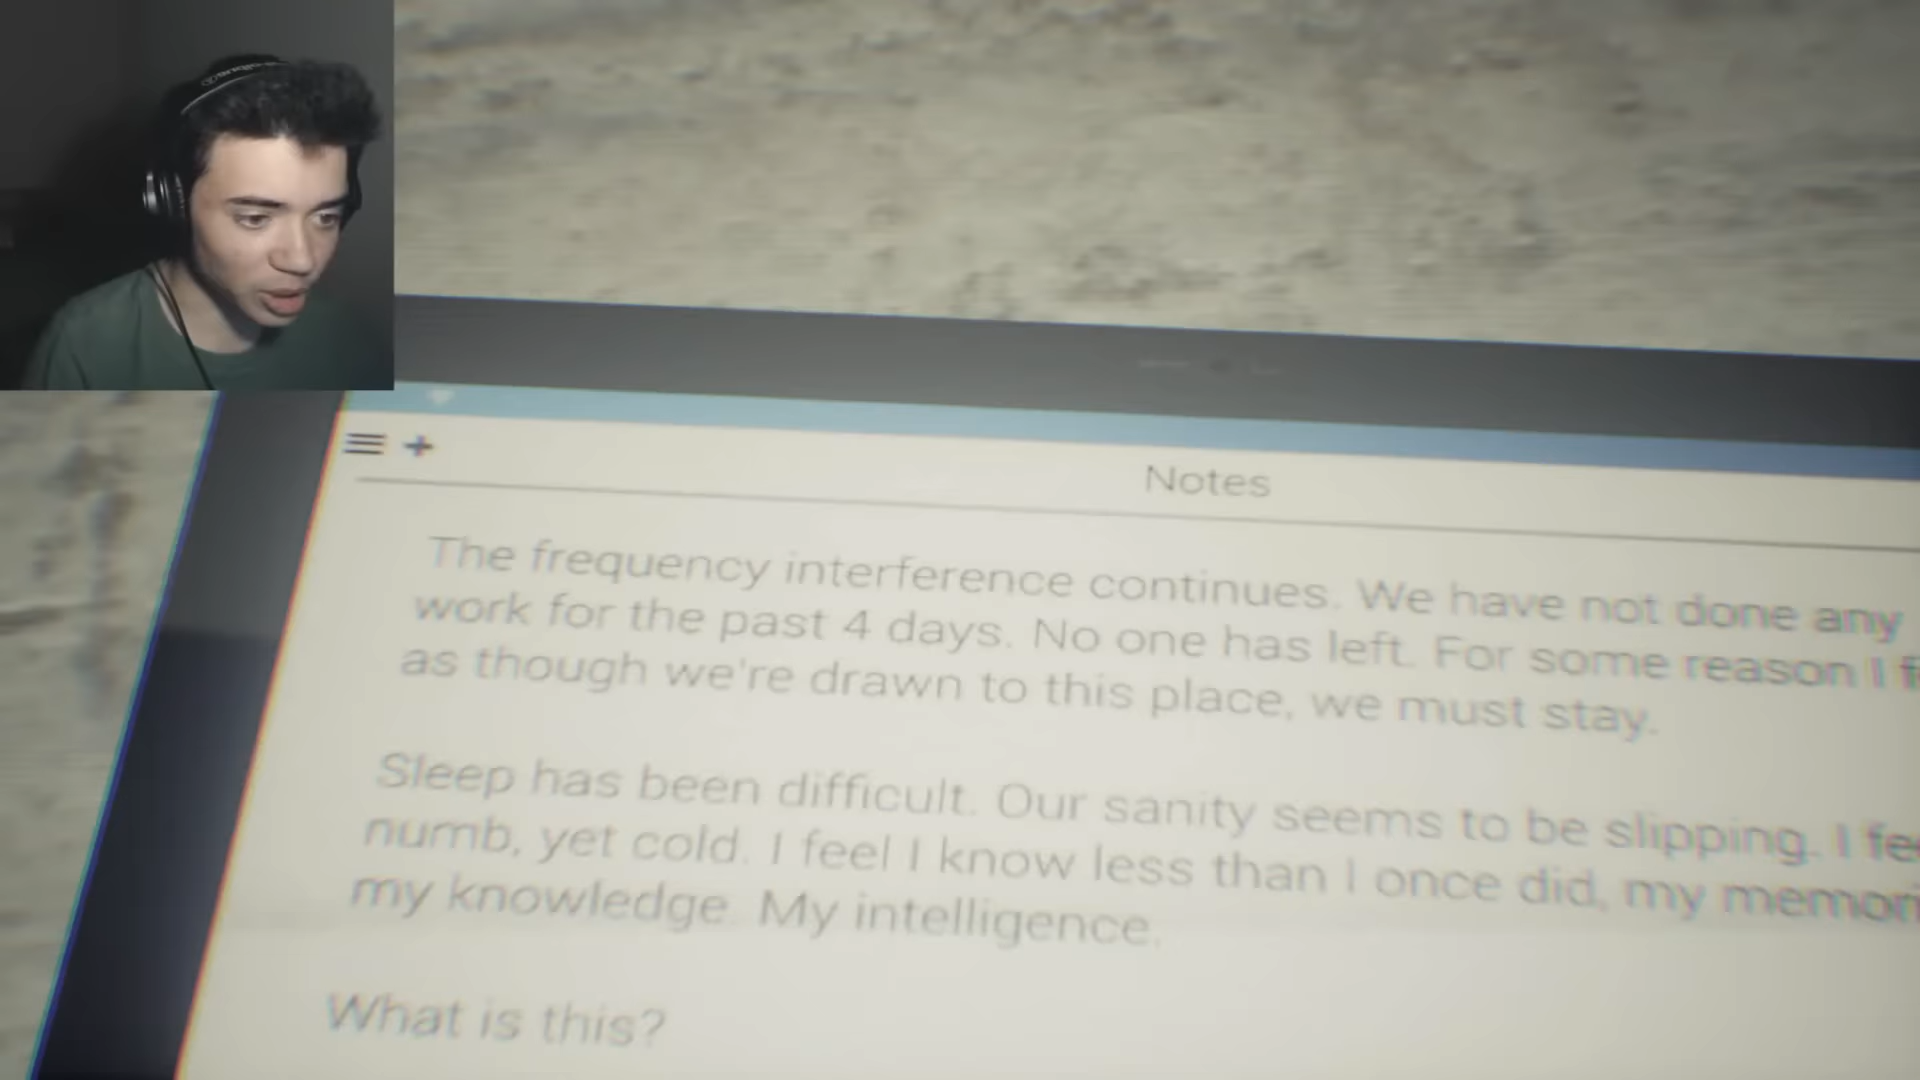 Notes
The frequency interference continues. We have not done any
work for the past 4 days. No one has left. For some reason I
as though we're drawn to this place, we must stay.
Sleep has been difficult. Our sanity seems to be slipping. I
numb, yet cold. I feel I know less than I once did, my
my knowledge. My intelligence.
What is this?